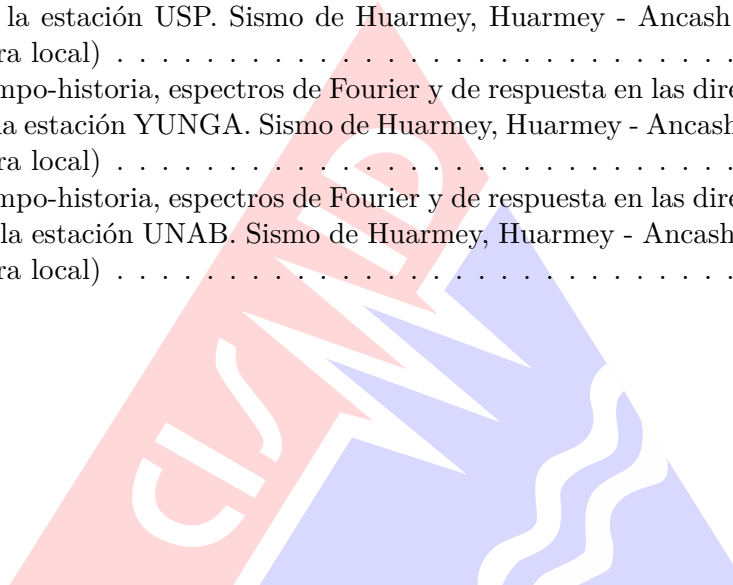 la estación USP. Sismo de Huarmey, Huarmey - Ancash
ra local) . . . . . . . . . . . . . . . . . . . . . . . . . . . .
mpo-historia, espectros de Fourier y de respuesta en las dire
la estación YUNGA. Sismo de Huarmey, Huarmey - Ancash
ra local) . . . . . . . . . . . . . . . . . . . . . . . . . . . .
mpo-historia, espectros de Fourier y de respuesta en las dire
la estación UNAB. Sismo de Huarmey, Huarmey - Ancash
ra local) . . . . . . . . . . . . . . . . . . . . . . . . . . . .
CISMID